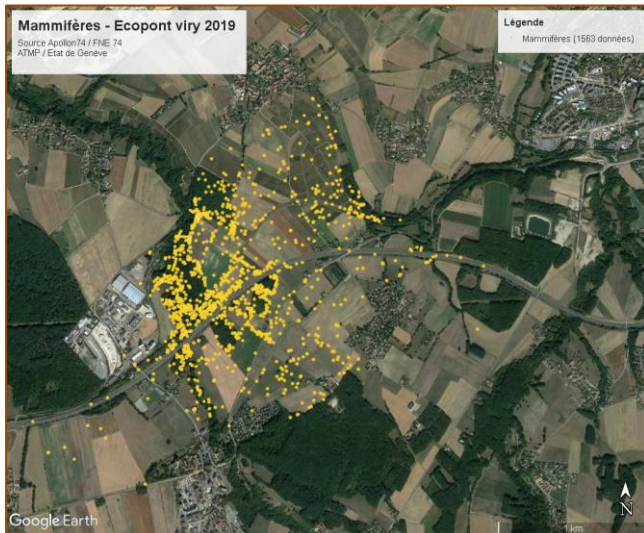 Mammifères - Ecopont viry 2019
Source Apollon74 / FNE 74
ATMP / Etat de Genève
Légende
Mammifères (1563 données)
Google Earth
N
1 km